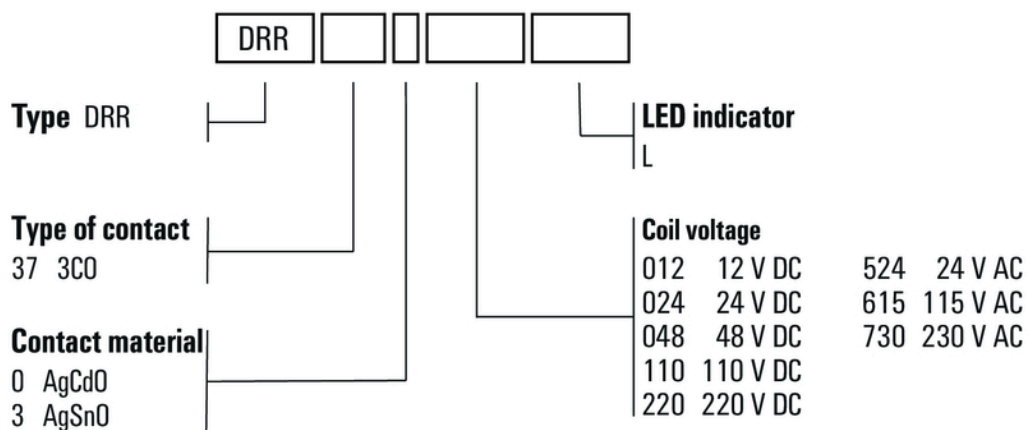 DRR
Type DRR
LED indicator
L
Type of contact
37 3CO
Coil voltage
012 12 V DC 524 24 V AC
024 24 V DC 615 115 V AC
048 48 V DC 730 230 V AC
110 110 V DC
220 220 V DC
Contact material
0 AgCdO
3 AgSnO